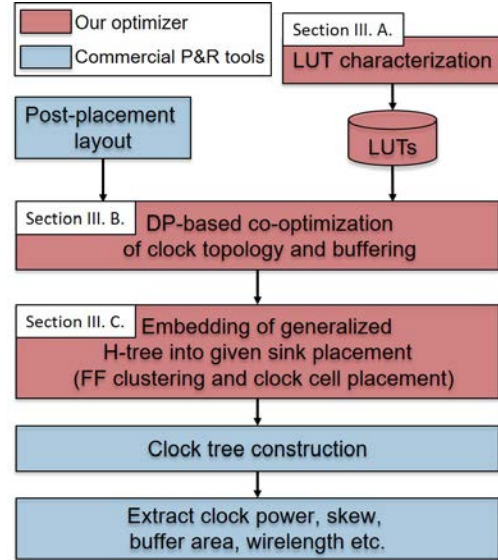 Our optimizer
Commercial P&R tools
Section III. A.
LUT characterization
Post-placement
layout
LUTs
Section III. B.
DP-based co-optimization
of clock topology and buffering
Section III. C.
Embedding of generalized
H-tree into given sink placement
(FF clustering and clock cell placement)
Clock tree construction
Extract clock power, skew,
buffer area, wirelength etc.